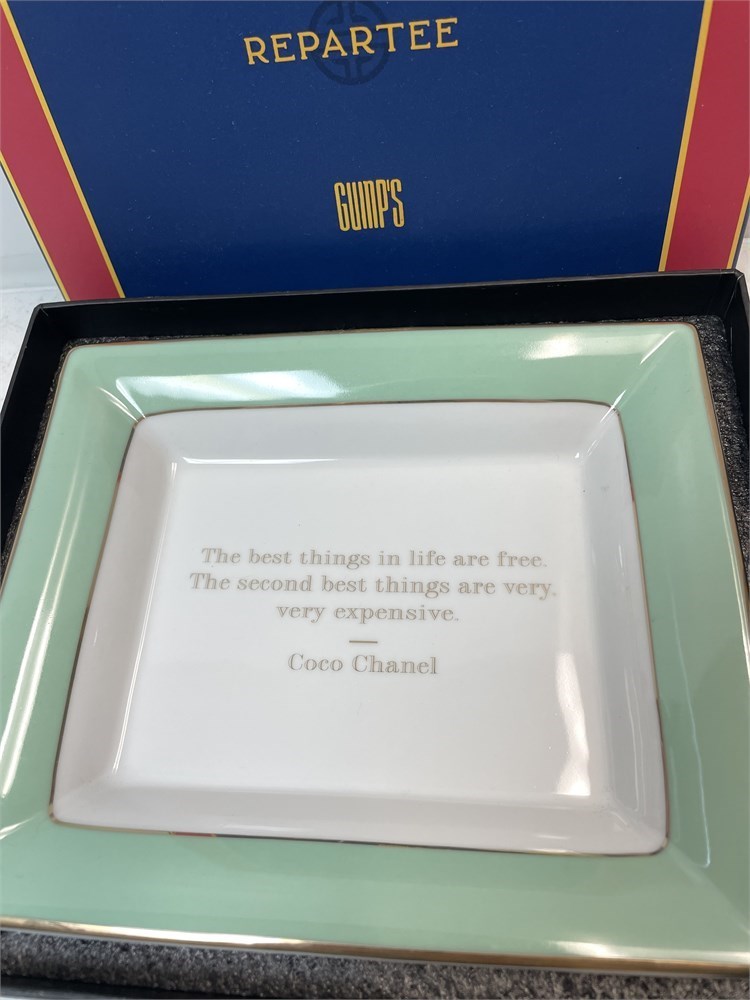 REPARTEE
GUMP'S
The best things in life are free.
The second best things are very,
very expensive.
—
Coco Chanel